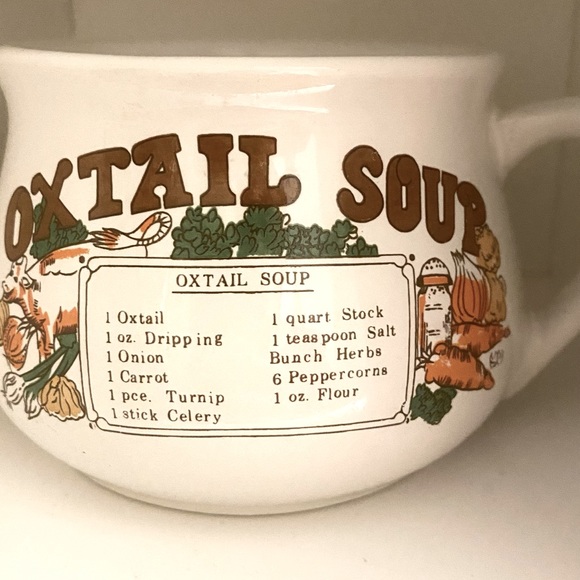 OXTAIL SOUP
OXTAIL SOUP
1 Oxtail
1 oz. Dripping
1 Onion
1 Carrot
1 pce. Turnip
1 stick Celery
1 quart Stock
1 teaspoon Salt
Bunch Herbs
6 Peppercorns
1 oz. Flour